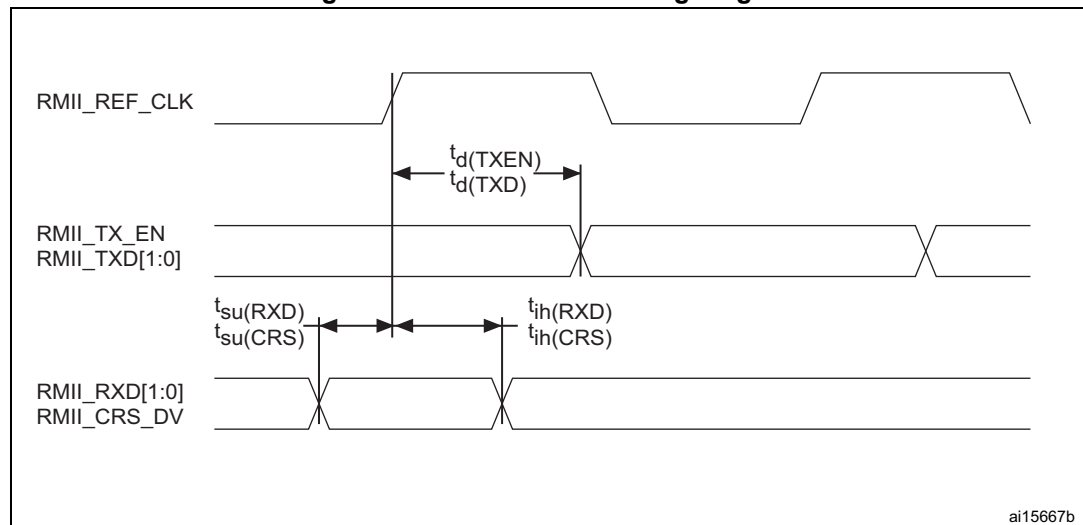 RMII_REF_CLK
td(TXEN)
td(TXD)
RMII_TX_EN
RMII_TXD[1:0]
tsu(RXD)
tsu(CRS)
tih(RXD)
tih(CRS)
RMII_RXD[1:0]
RMII_CRS_DV
ai15667b